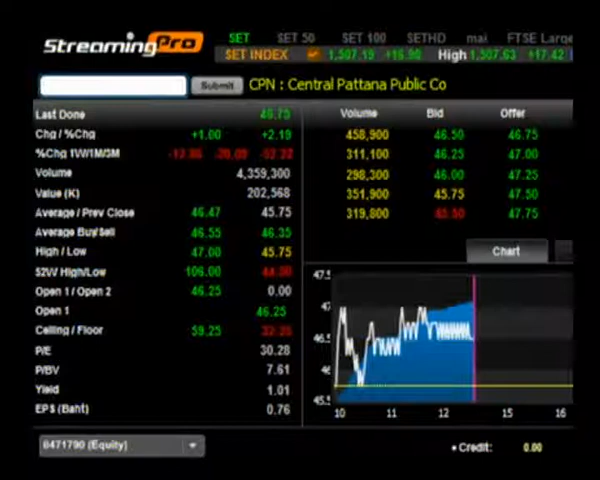 StreamingPro
SET SET 50 SET 100 SETHD mai FTSE Large
SET INDEX 1,507.19 +16.90 High 1,507.63 +17.42
Submit CPN : Central Pattana Public Co
Last Done 46.75
Chg / %Chg +1.00 +2.19
%Chg 1W/1M/3M
Volume 4,359,300
Value (K) 202,568
Average / Prev Close 46.47 45.75
Average Buy/Sell 46.55 46.35
High / Low 47.00 45.75
52W High/Low 106.00
Open 1 / Open 2 46.25 0.00
Open 1 46.25
Ceiling / Floor 59.25
P/E 30.28
P/BV 7.61
Yield 1.01
EPS (Baht) 0.76
Volume Bid Offer
458,900 46.50 46.75
311,100 46.25 47.00
298,300 46.00 47.25
351,900 45.75 47.50
319,800 45.50 47.75
Chart
47.5
47
46.5
46
45.5
10 11 12 15 16
8471790 (Equity)
• Credit: 0.00